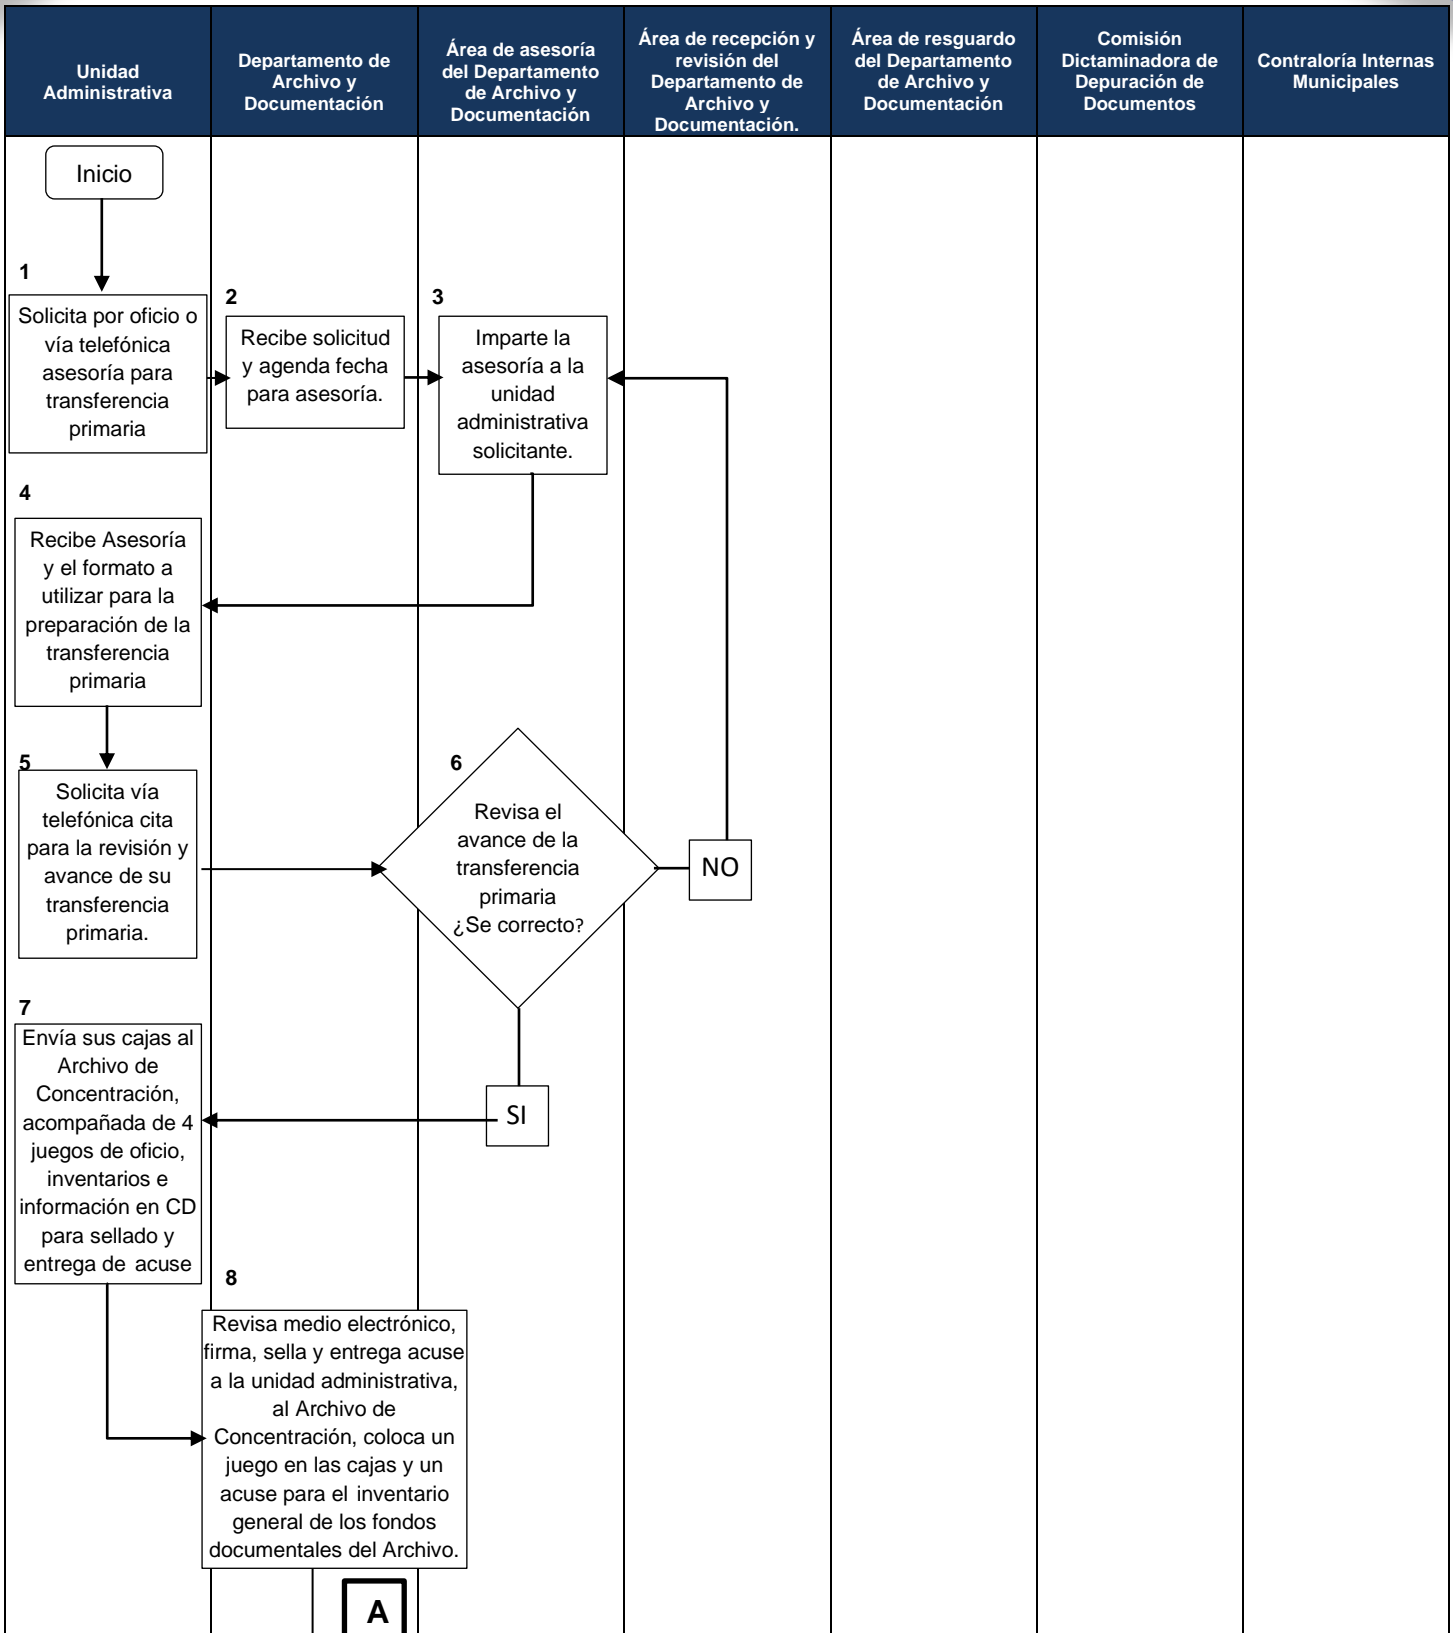 Unidad
Administrativa
Departamento de
Archivo y
Documentación
Área de asesoría
del Departamento
de Archivo y
Documentación
Área de recepción y
revisión del
Departamento de
Archivo y
Documentación.
Área de resguardo
del Departamento
de Archivo y
Documentación
Comisión
Dictaminadora de
Depuración de
Documentos
Contraloría Internas
Municipales
Inicio
1
Solicita por oficio o
vía telefónica
asesoría para
transferencia
primaria
2
Recibe solicitud
y agenda fecha
para asesoría.
3
Imparte la
asesoría a la
unidad
administrativa
solicitante.
4
Recibe Asesoría
y el formato a
utilizar para la
preparación de la
transferencia
primaria
5
Solicita vía
telefónica cita
para la revisión y
avance de su
transferencia
primaria.
6
Revisa el
avance de la
transferencia
primaria
¿Se correcto?
NO
SI
7
Envía sus cajas al
Archivo de
Concentración,
acompañada de 4
juegos de oficio,
inventarios e
información en CD
para sellado y
entrega de acuse
8
Revisa medio electrónico,
firma, sella y entrega acuse
a la unidad administrativa,
al Archivo de
Concentración, coloca un
juego en las cajas y un
acuse para el inventario
general de los fondos
documentales del Archivo.
A